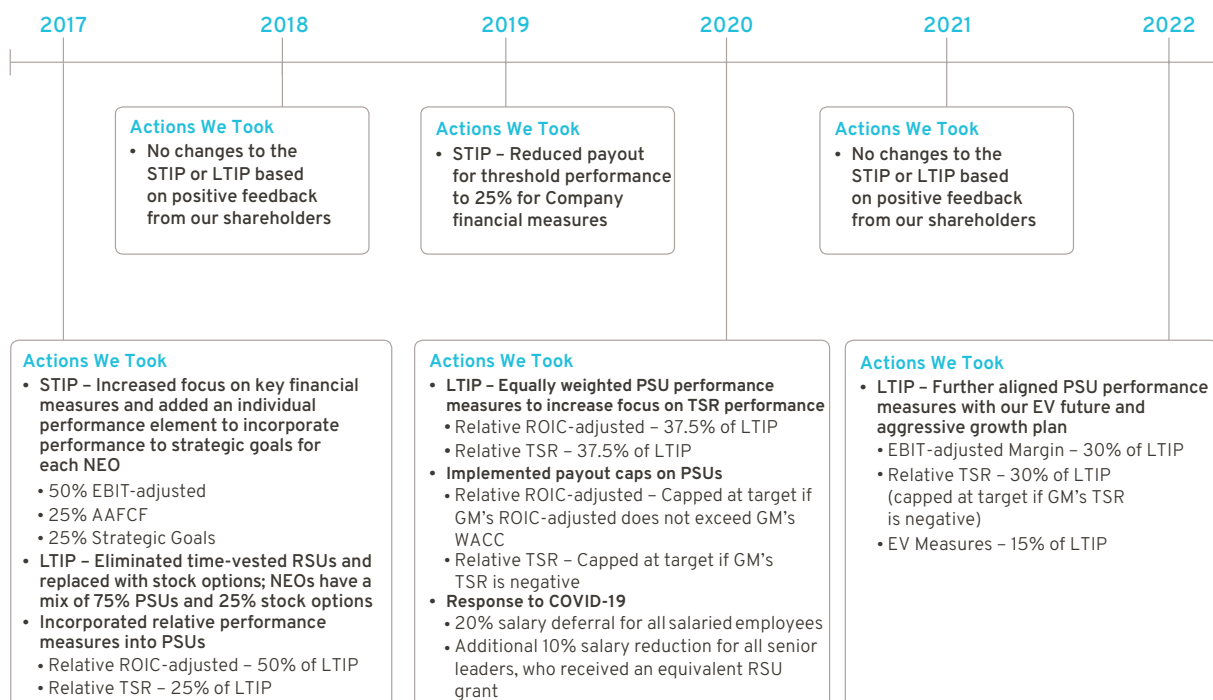 2017
2018
2019
2020
2021
2022
Actions We Took
• No changes to the
STIP or LTIP based
on positive feedback
from our shareholders
Actions We Took
• STIP – Reduced payout
for threshold performance
to 25% for Company
financial measures
Actions We Took
• No changes to the
STIP or LTIP based
on positive feedback
from our shareholders
Actions We Took
• STIP – Increased focus on key financial
measures and added an individual
performance element to incorporate
performance to strategic goals for
each NEO
• 50% EBIT-adjusted
• 25% AAFCF
• 25% Strategic Goals
• LTIP – Eliminated time-vested RSUs and
replaced with stock options; NEOs have a
mix of 75% PSUs and 25% stock options
• Incorporated relative performance
measures into PSUs
• Relative ROIC-adjusted – 50% of LTIP
• Relative TSR – 25% of LTIP
Actions We Took
• LTIP – Equally weighted PSU performance
measures to increase focus on TSR performance
• Relative ROIC-adjusted – 37.5% of LTIP
• Relative TSR – 37.5% of LTIP
• Implemented payout caps on PSUs
• Relative ROIC-adjusted – Capped at target if
GM's ROIC-adjusted does not exceed GM's
WACC
• Relative TSR – Capped at target if GM's
TSR is negative
• Response to COVID-19
• 20% salary deferral for all salaried employees
• Additional 10% salary reduction for all senior
leaders, who received an equivalent RSU
grant
Actions We Took
• LTIP – Further aligned PSU performance
measures with our EV future and
aggressive growth plan
• EBIT-adjusted Margin – 30% of LTIP
• Relative TSR – 30% of LTIP
(capped at target if GM's TSR
is negative)
• EV Measures – 15% of LTIP